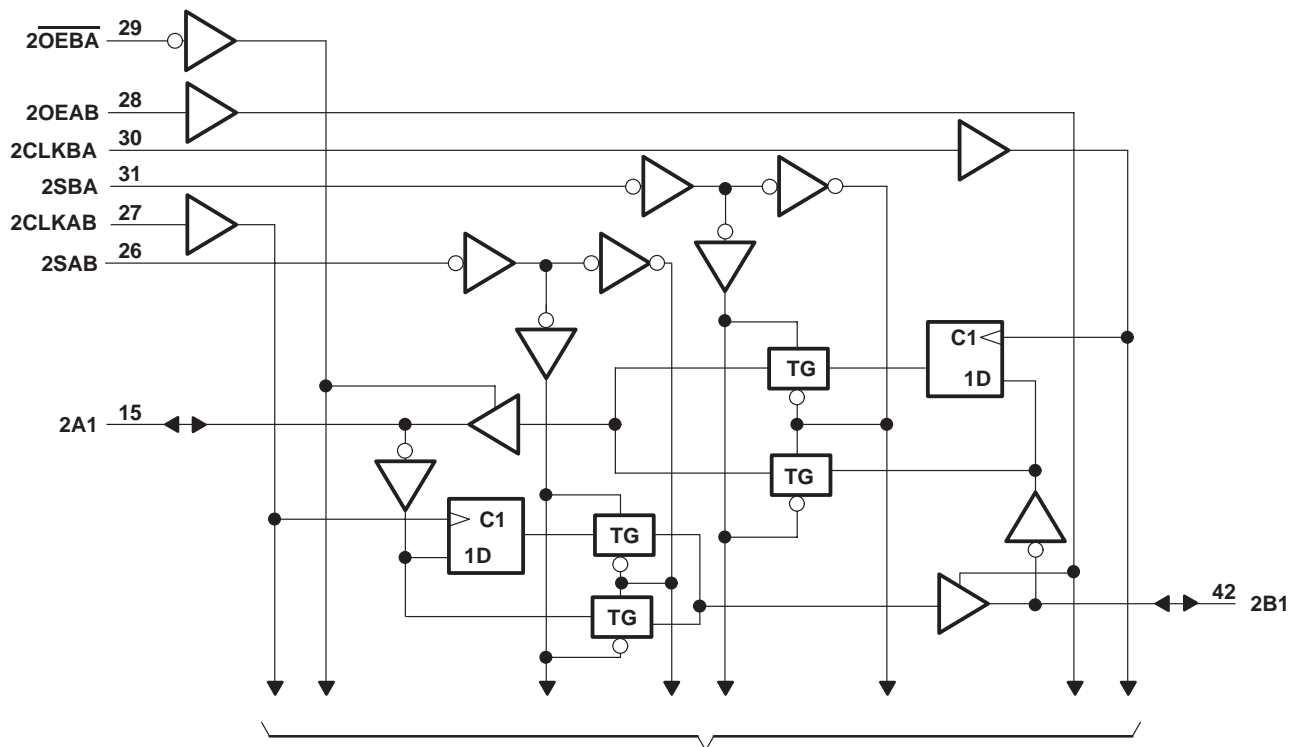 2O̅E̅B̅A̅ 29
2OEAB 28
2CLKBA 30
2SBA 31
2CLKAB 27
2SAB 26
C1
TG
1D
2A1 15
TG
C1
TG
1D
TG
42 2B1